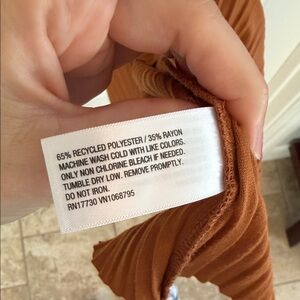 65% RECYCLED POLYESTER / 35% RAYON
MACHINE WASH COLD WITH LIKE COLORS.
ONLY NON CHLORINE BLEACH IF NEEDED.
TUMBLE DRY LOW. REMOVE PROMPTLY.
DO NOT IRON.
RN17730 VN1068795